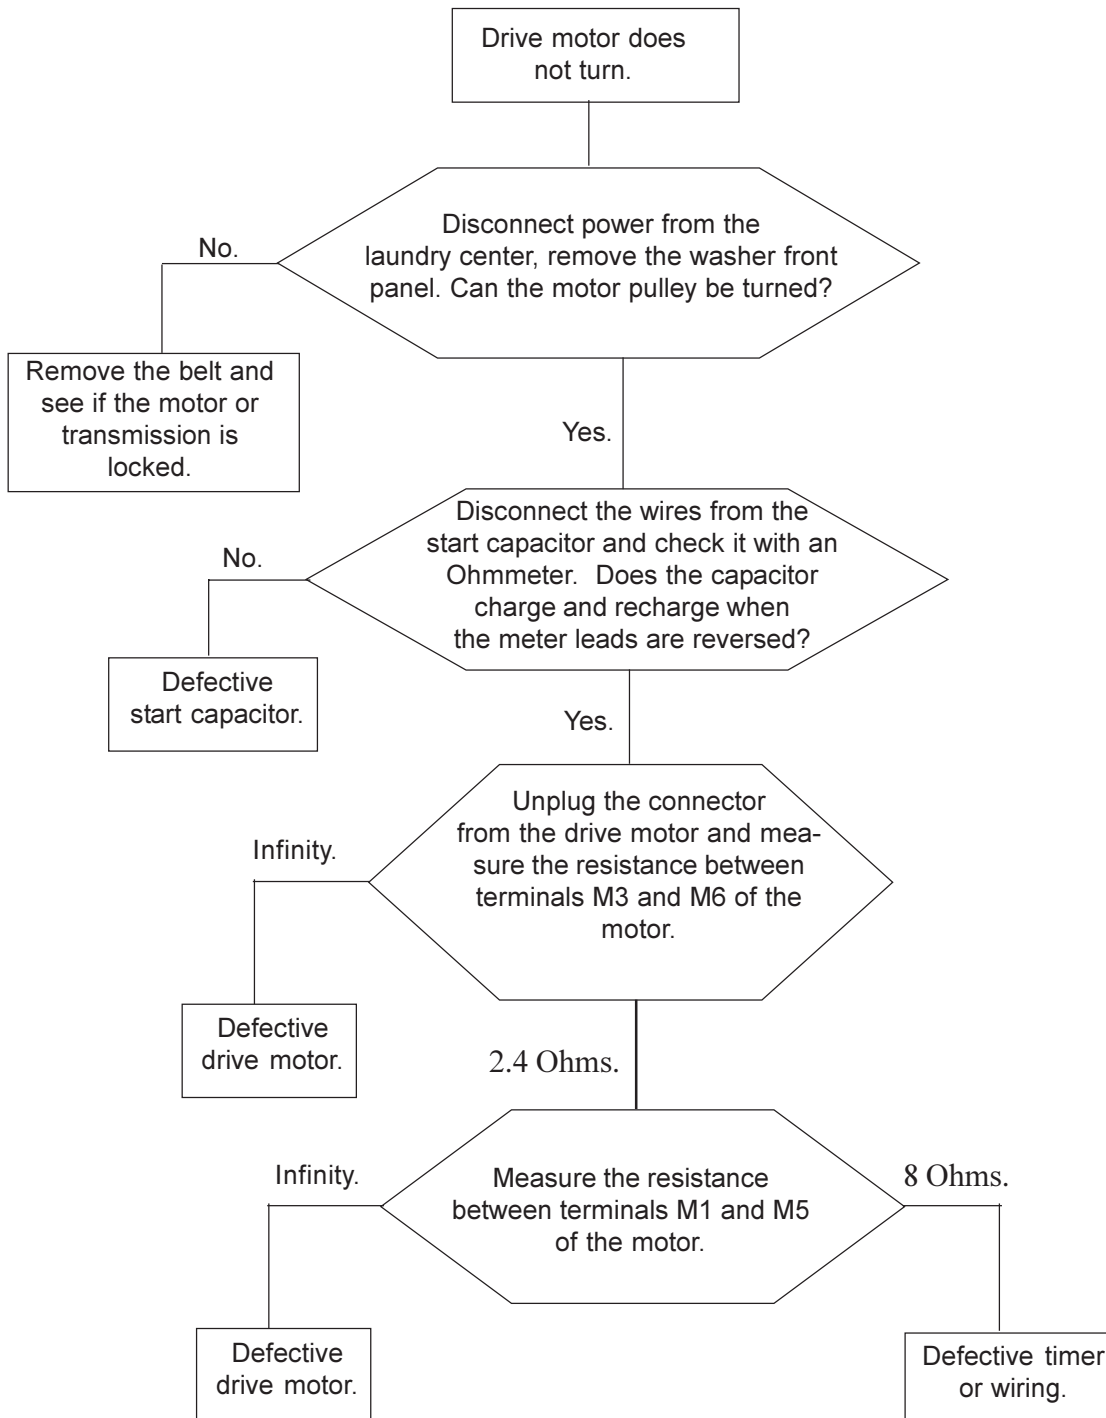 Drive motor does
not turn.
Disconnect power from the
laundry center, remove the washer front
panel. Can the motor pulley be turned?
No.
Remove the belt and
see if the motor or
transmission is
locked.
Yes.
Disconnect the wires from the
start capacitor and check it with an
Ohmmeter. Does the capacitor
charge and recharge when
the meter leads are reversed?
No.
Defective
start capacitor.
Yes.
Unplug the connector
from the drive motor and mea-
sure the resistance between
terminals M3 and M6 of the
motor.
Infinity.
Defective
drive motor.
2.4 Ohms.
Measure the resistance
between terminals M1 and M5
of the motor.
Infinity.
8 Ohms.
Defective
drive motor.
Defective timer
or wiring.